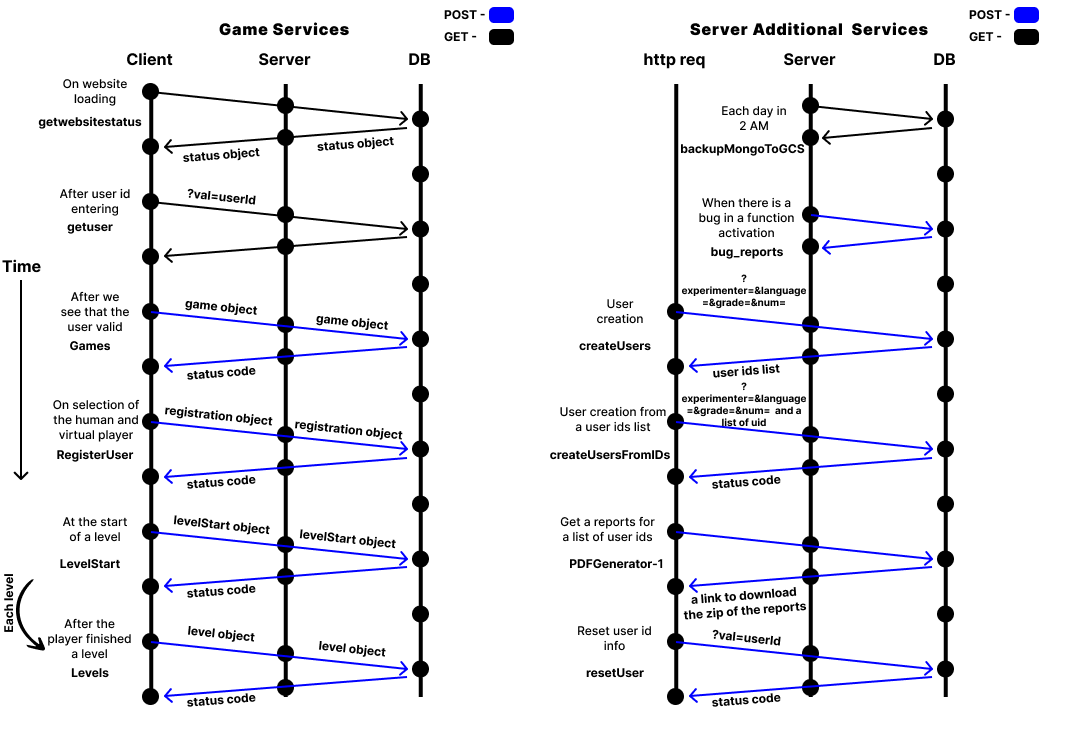 Game Services
POST -
GET -
Client
Server
DB
On website
loading
getwebsitestatus
status object
status object
After user id
entering
getuser
?val=userId
Time
After we
see that the
user valid
Games
game object
game object
status code
On selection of
the human and
virtual player
RegisterUser
registration object
registration object
status code
At the start
of a level
LevelStart
levelStart object
levelStart object
status code
Each level
After the
player finished
a level
Levels
level object
level object
status code
Server Additional Services
POST -
GET -
http req
Server
DB
Each day in
2 AM
backupMongoToGCS
When there is a
bug in a function
activation
bug_reports
?
experimenter=&language
=&grade=&num=
User
creation
createUsers
user ids list
?
experimenter=&language
=&grade=&num= and a
list of uid
User creation from
a user ids list
createUsersFromIDs
status code
Get a reports for
a list of user ids
PDFGenerator-1
a link to download
the zip of the reports
Reset user id
info
resetUser
?val=userId
status code